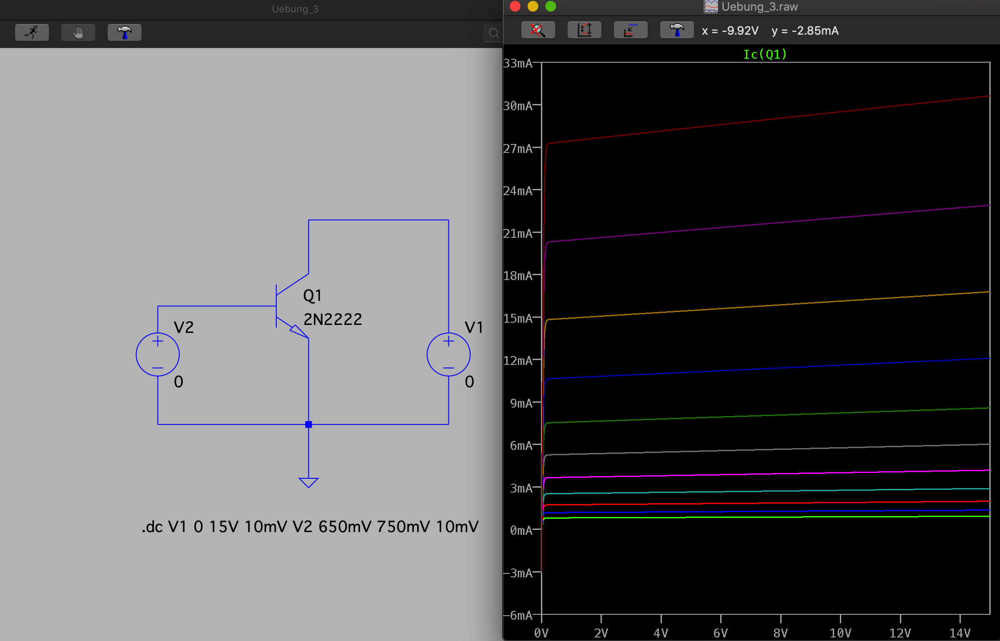 Uebung_3
Uebung_3.raw
x = -9.92V y = -2.85mA
Q1
2N2222
V2
0
V1
0
.dc V1 0 15V 10mV V2 650mV 750mV 10mV
Ic(Q1)
33mA
30mA
27mA
24mA
21mA
18mA
15mA
12mA
9mA
6mA
3mA
0mA
-3mA
-6mA
0V 2V 4V 6V 8V 10V 12V 14V